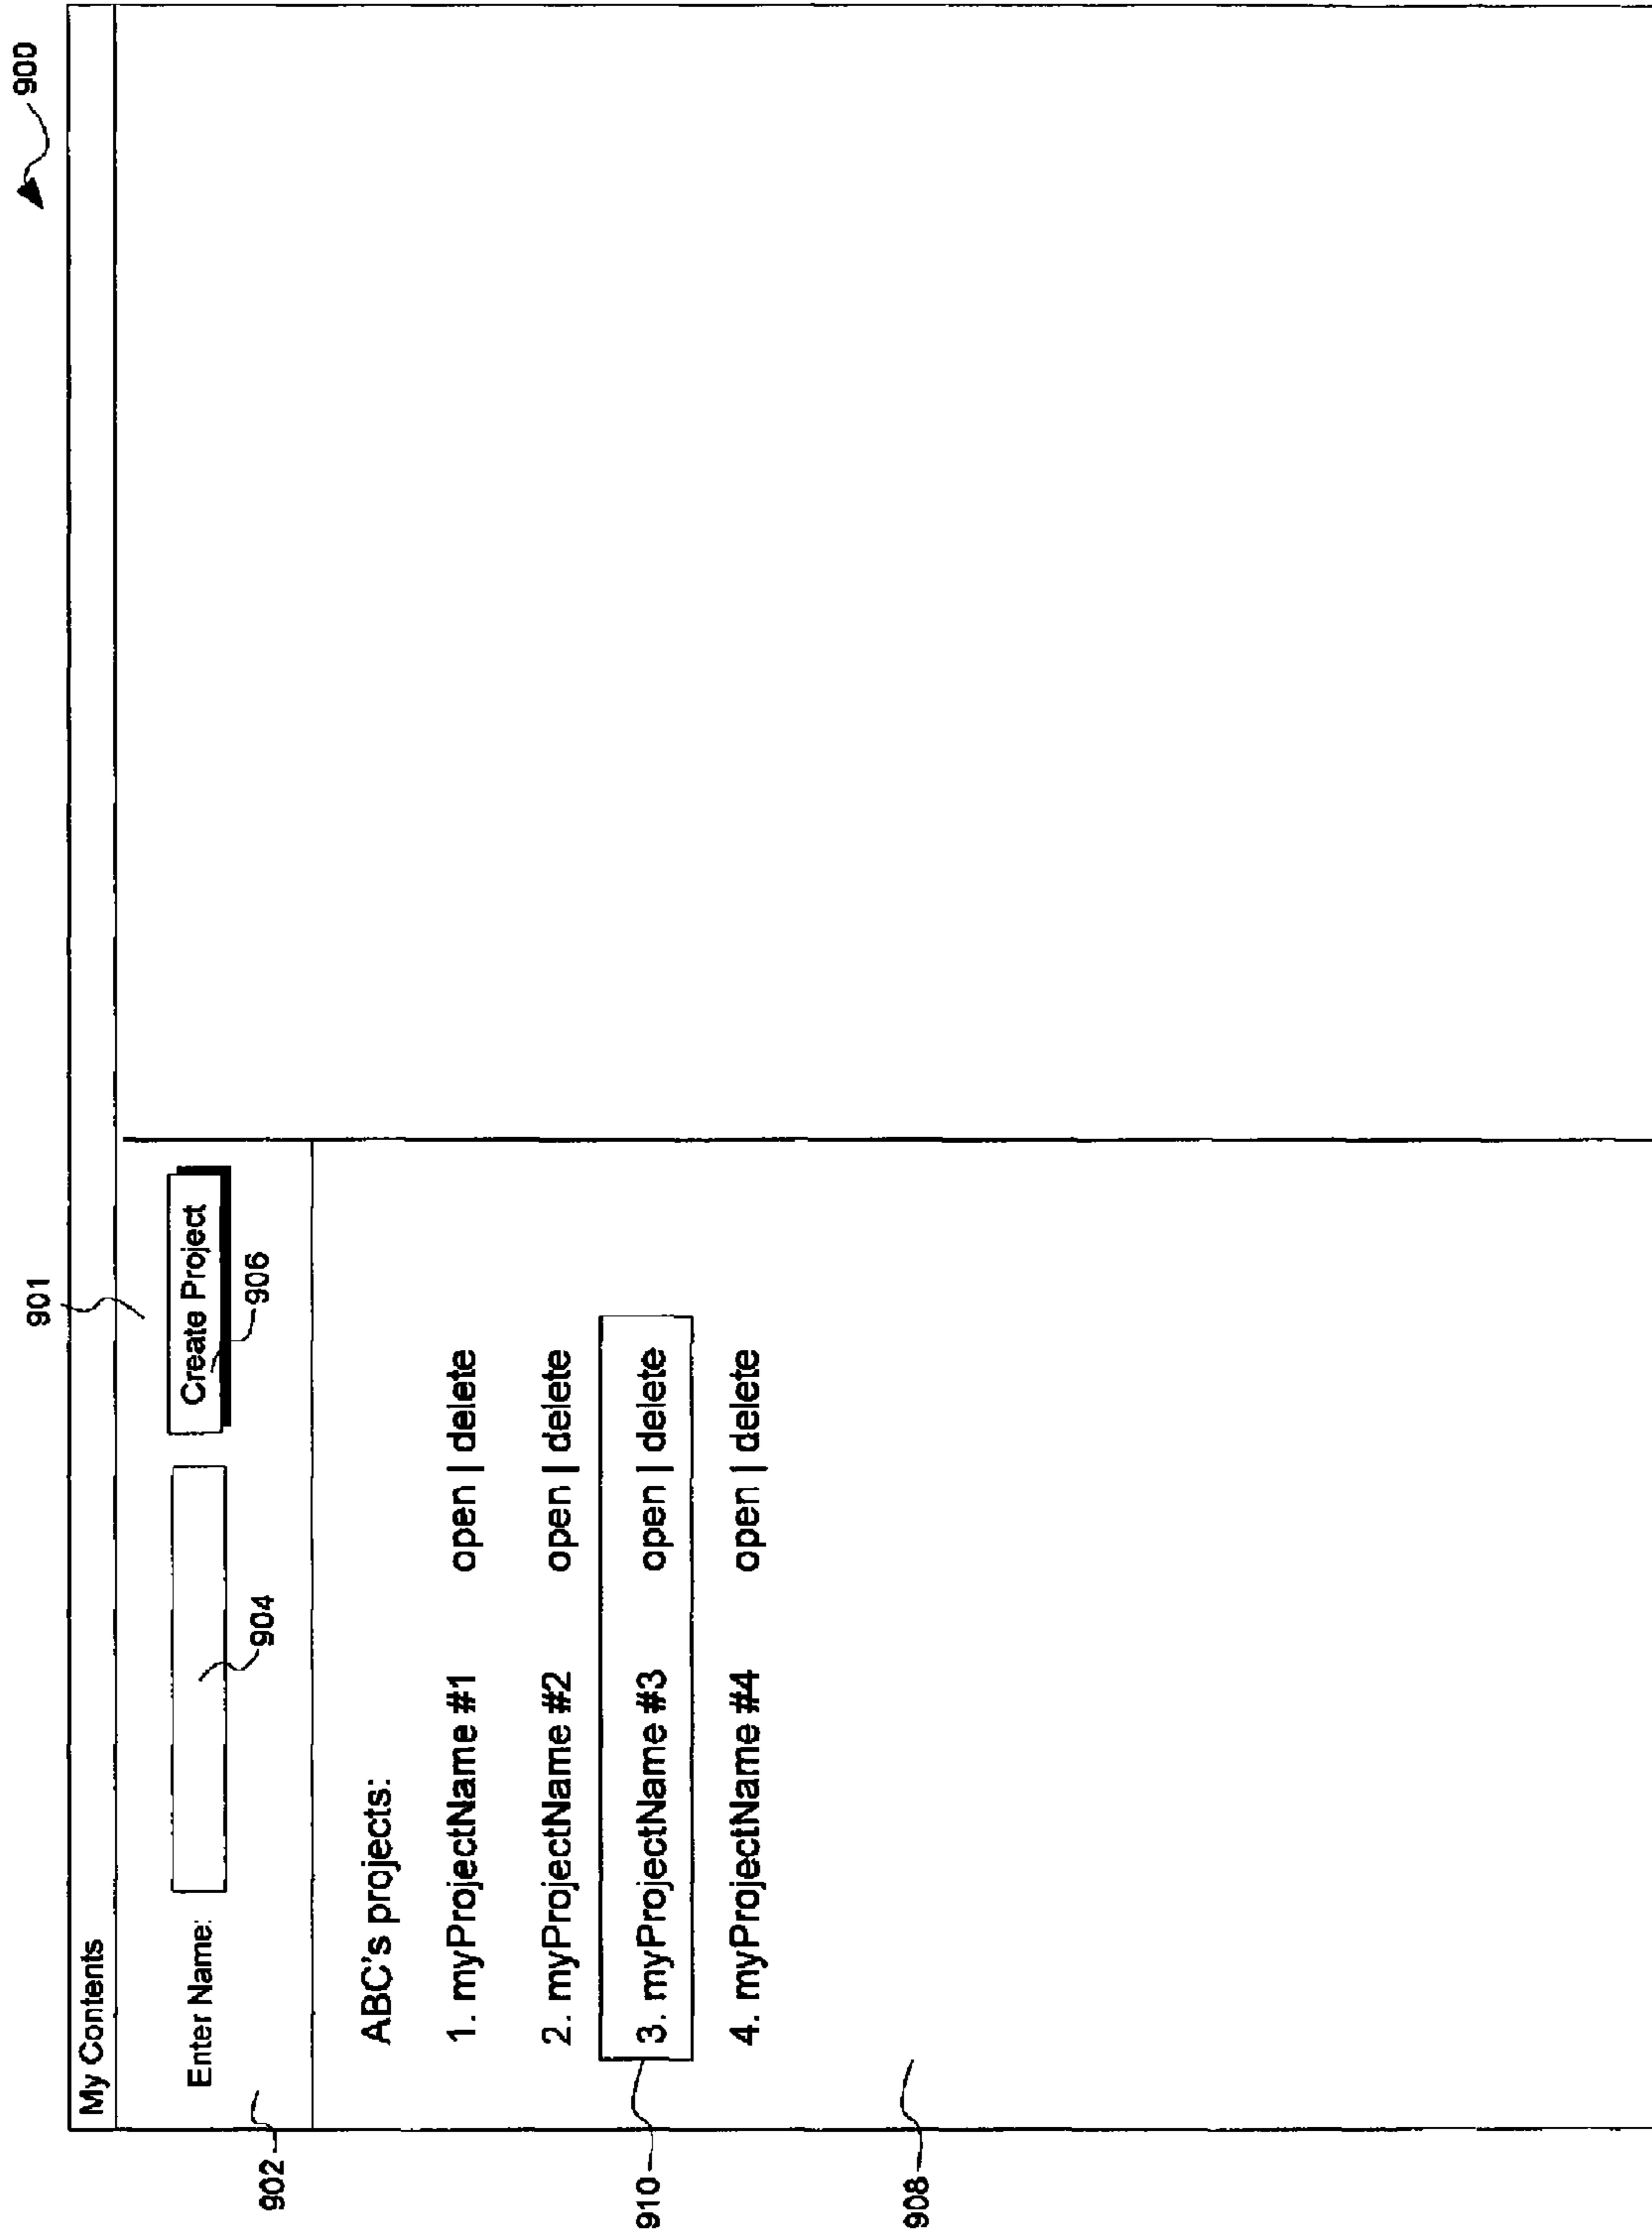 900
901
My Contents
Enter Name:
Create Project
902
904
906
ABC's projects:
1. myProjectName #1 open | delete
2. myProjectName #2 open | delete
3. myProjectName #3 open | delete
910
4. myProjectName #4 open | delete
908